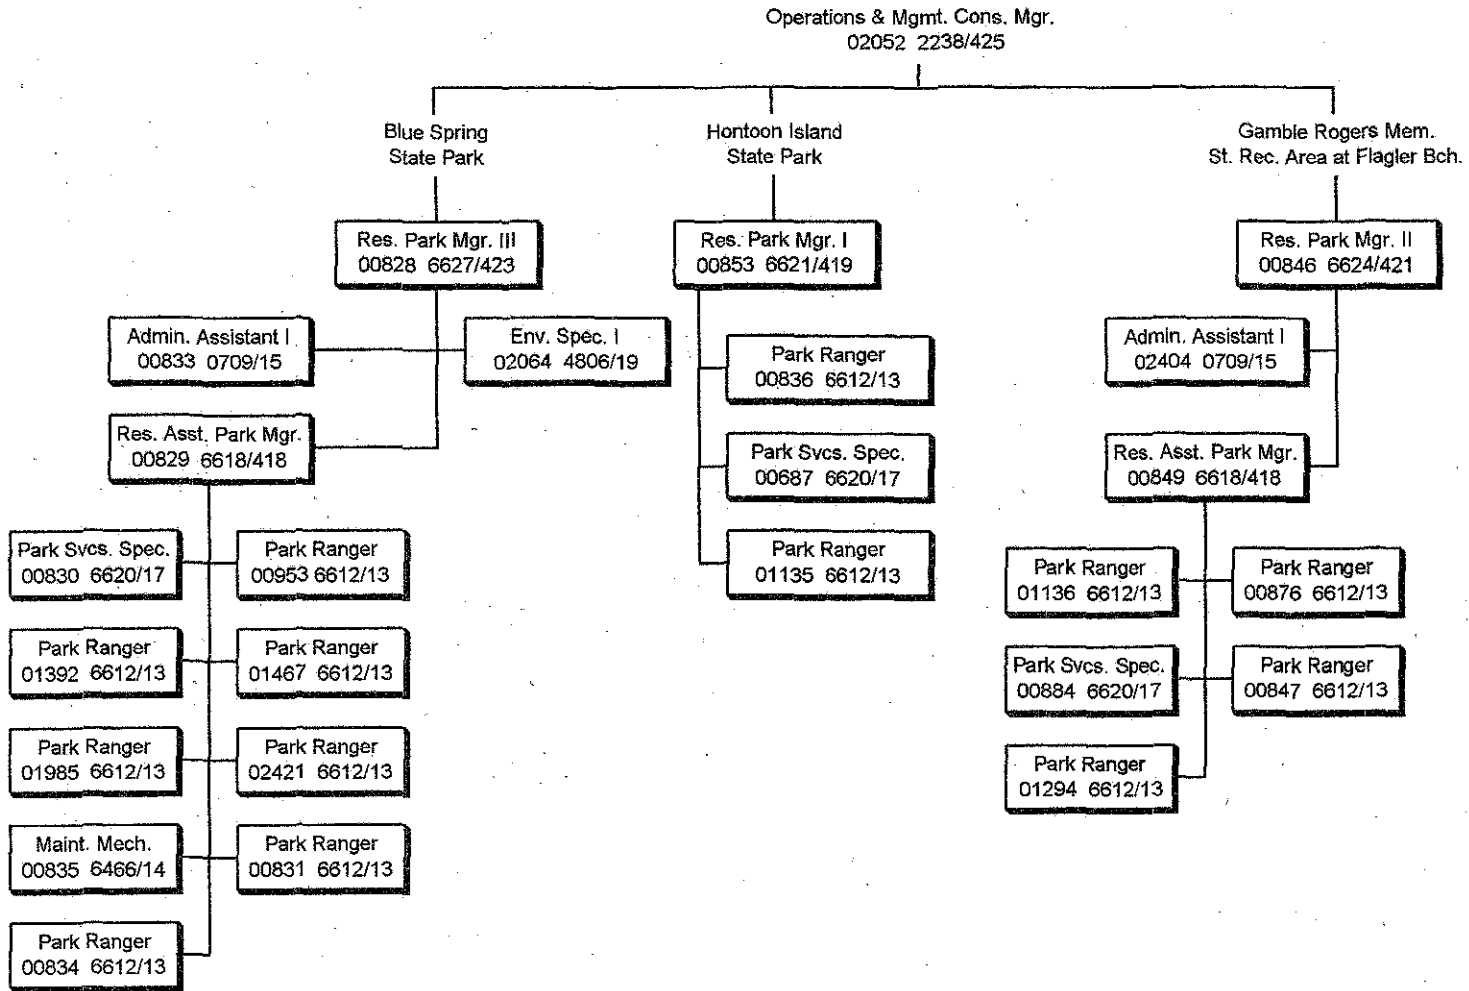 Operations & Mgmt. Cons. Mgr.
02052 2238/425
Blue Spring
State Park
Hontoon Island
State Park
Gamble Rogers Mem.
St. Rec. Area at Flagler Bch.
Res. Park Mgr. III
00828 6627/423
Res. Park Mgr. I
00853 6621/419
Res. Park Mgr. II
00846 6624/421
Admin. Assistant I
00833 0709/15
Env. Spec. I
02064 4806/19
Park Ranger
00836 6612/13
Admin. Assistant I
02404 0709/15
Res. Asst. Park Mgr.
00829 6618/418
Park Svcs. Spec.
00687 6620/17
Res. Asst. Park Mgr.
00849 6618/418
Park Svcs. Spec.
00830 6620/17
Park Ranger
00953 6612/13
Park Ranger
01135 6612/13
Park Ranger
01136 6612/13
Park Ranger
00876 6612/13
Park Ranger
01392 6612/13
Park Ranger
01467 6612/13
Park Svcs. Spec.
00884 6620/17
Park Ranger
00847 6612/13
Park Ranger
01985 6612/13
Park Ranger
02421 6612/13
Park Ranger
01294 6612/13
Maint. Mech.
00835 6466/14
Park Ranger
00831 6612/13
Park Ranger
00834 6612/13